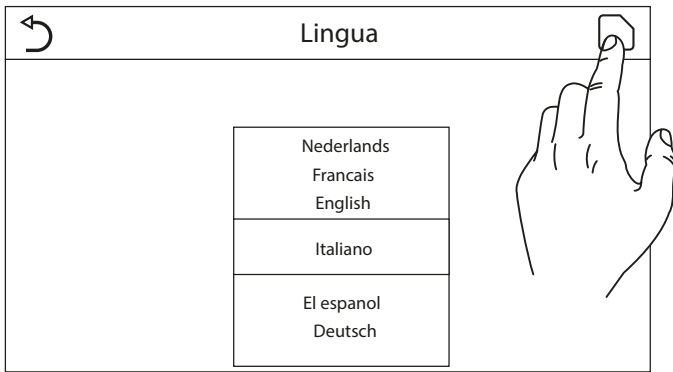 Lingua
Nederlands
Francais
English
Italiano
El espanol
Deutsch